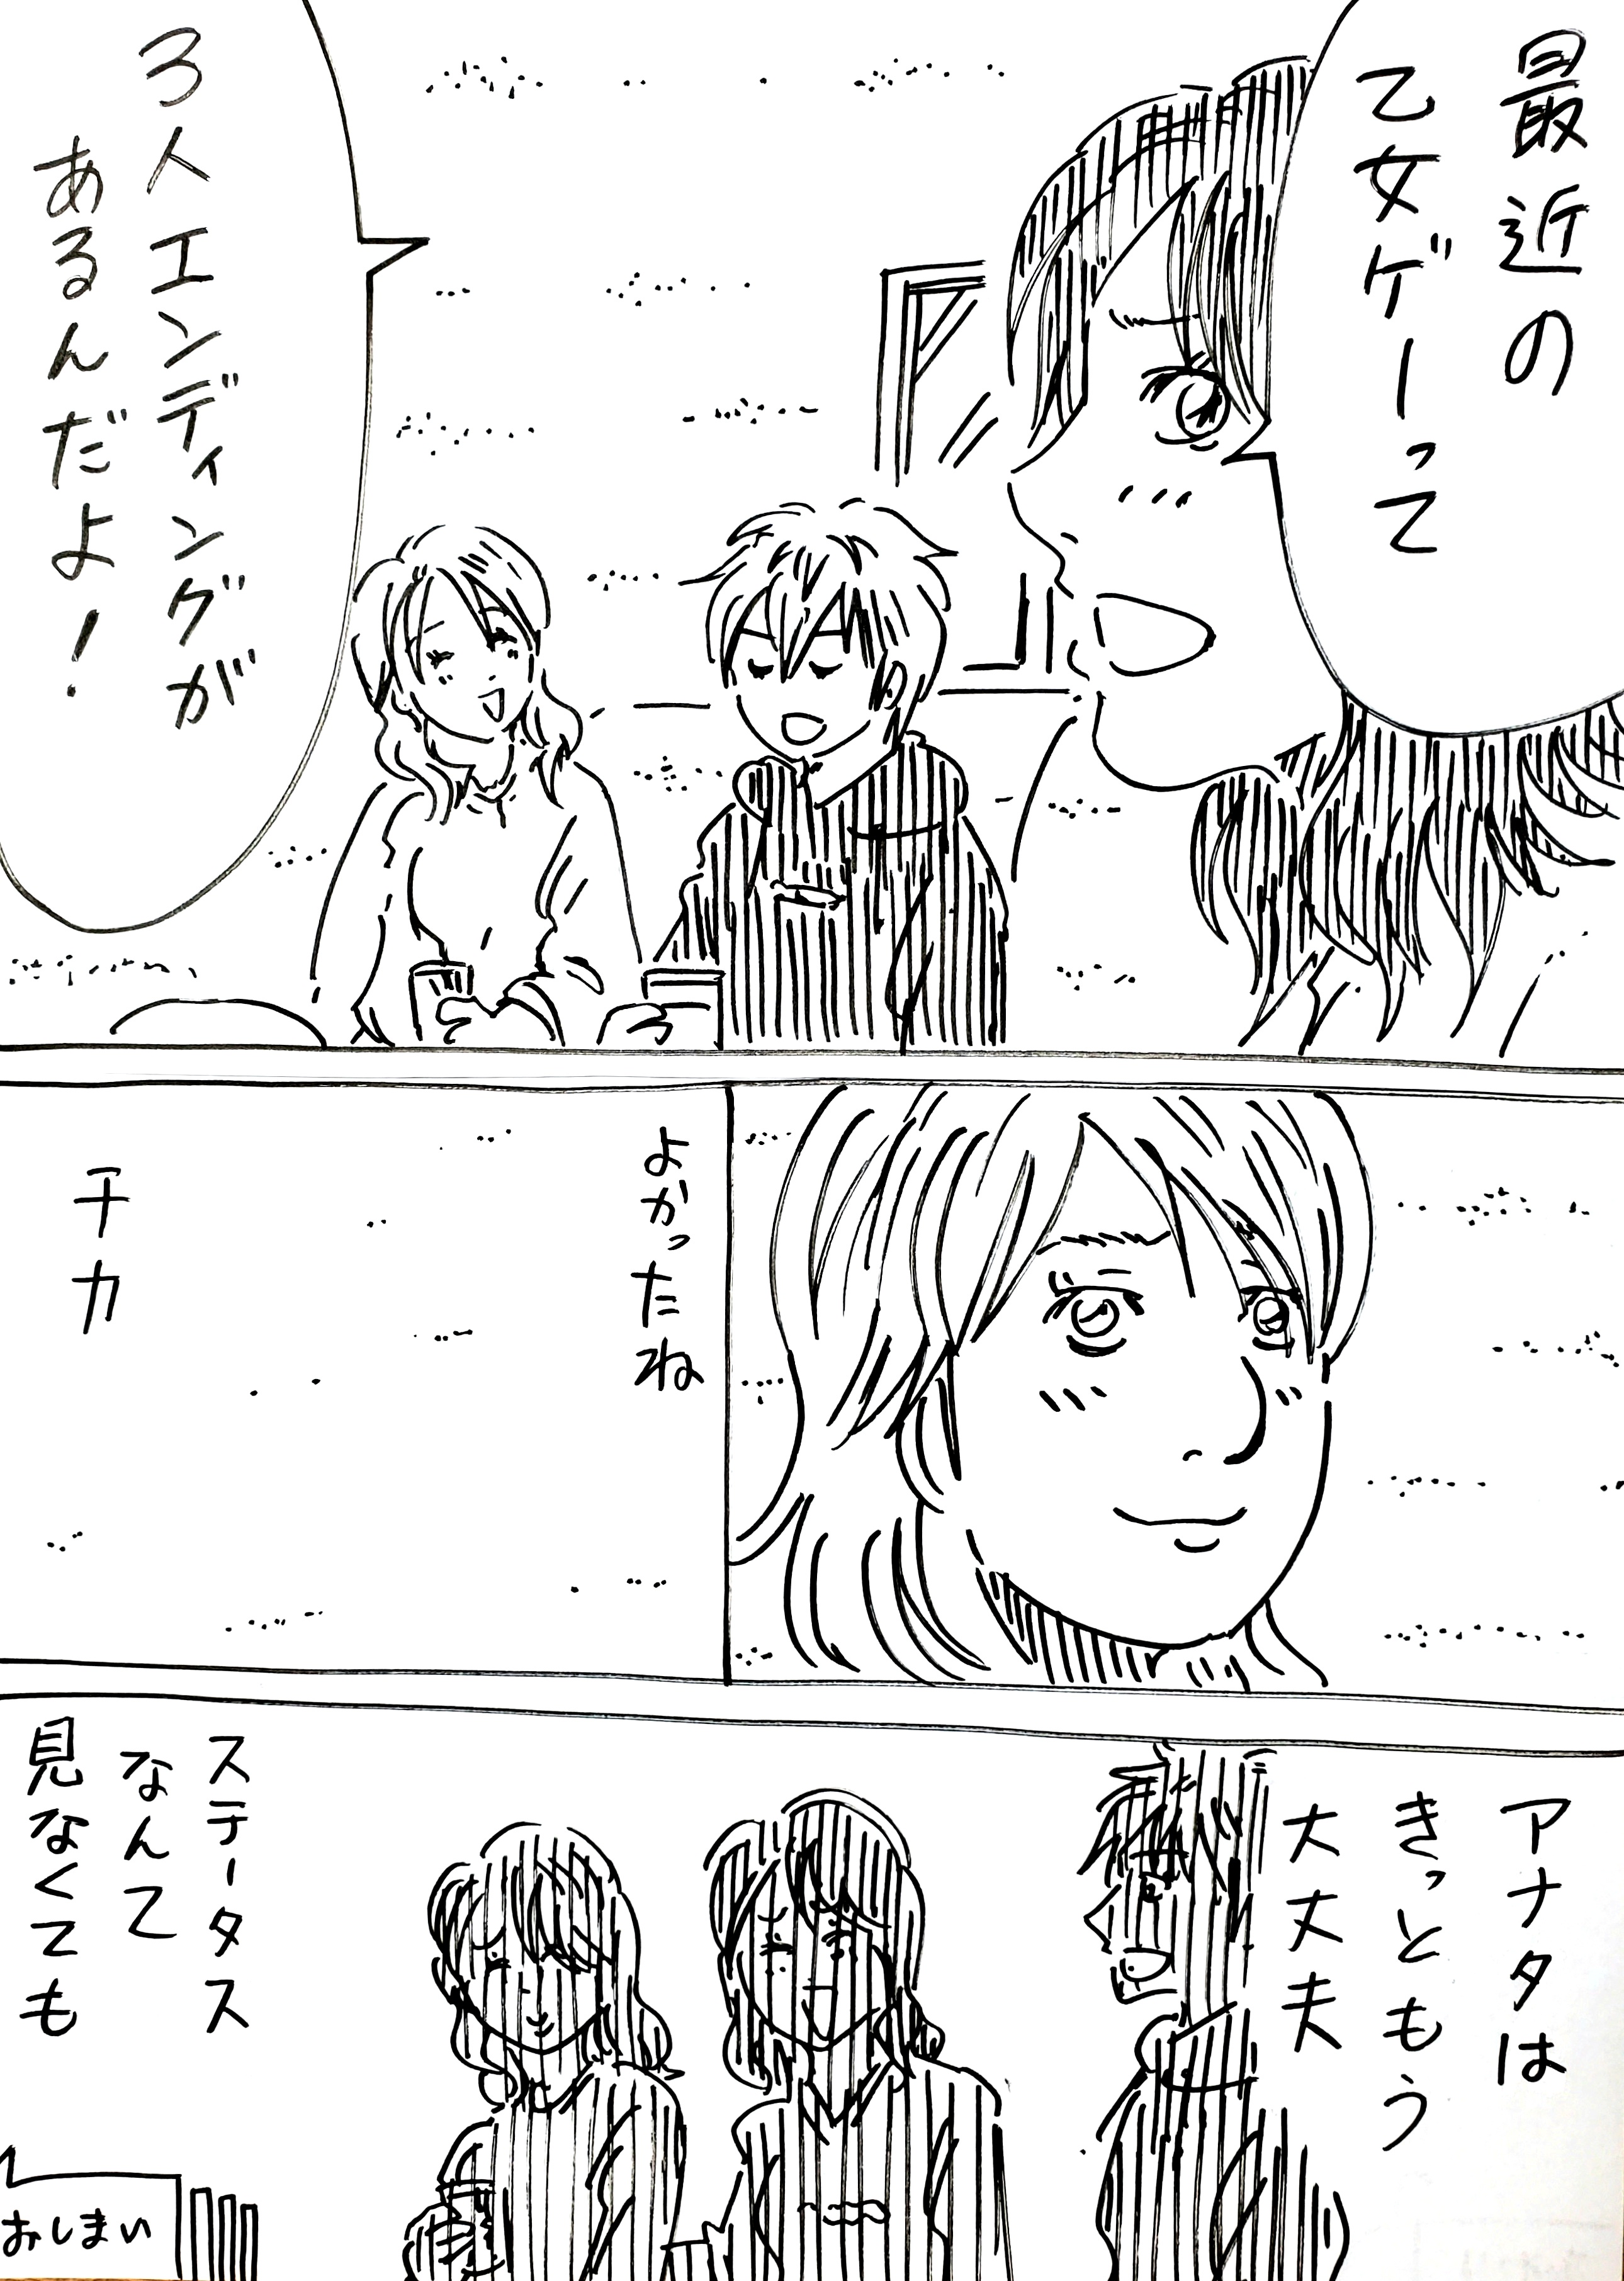 最近の
乙女ゲーって
3人エンディングが
あるんだよ!
よかったね
チカ
アナタは
きっともう
大丈夫
ステータス
なんて
見なくても
おしまい